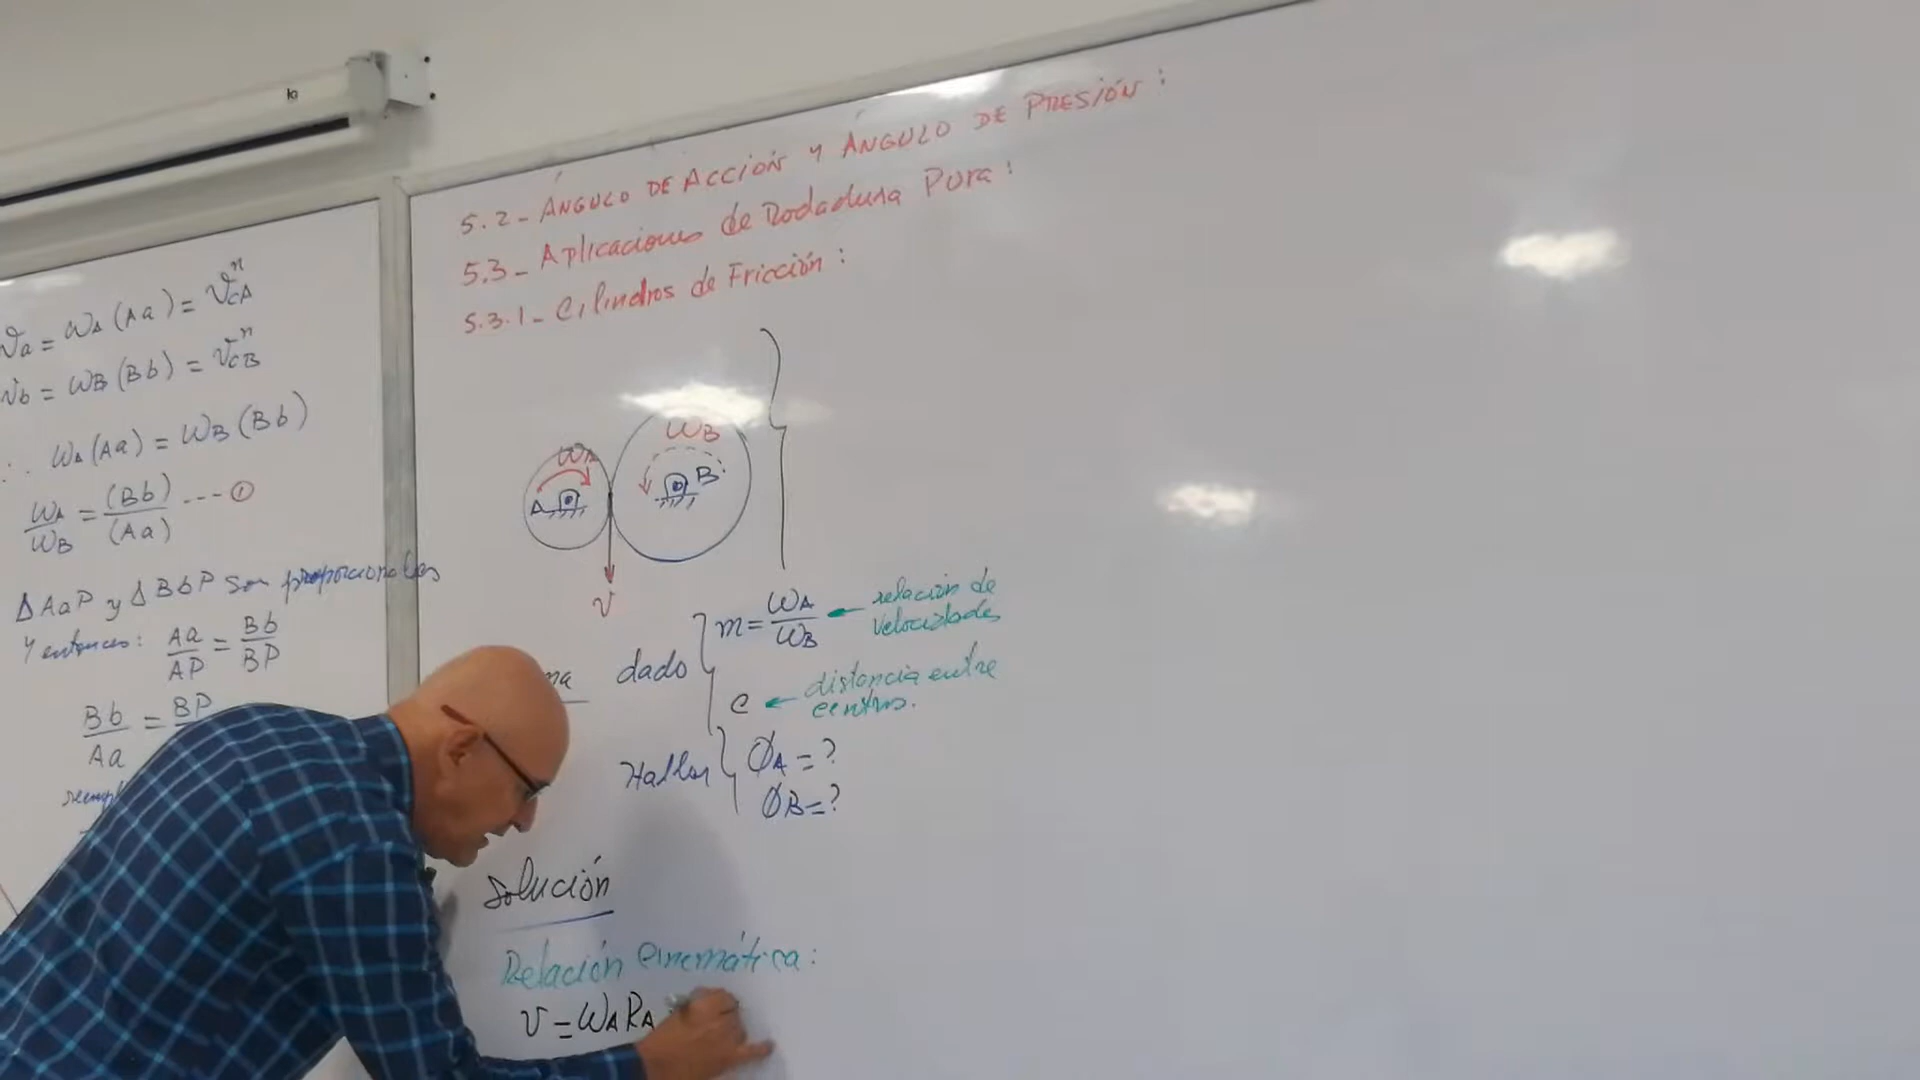 Va = ωA (Aa) = VⁿCA
Vb = ωB (Bb) = VⁿCB
∴ ωA (Aa) = ωB (Bb)
ωA/ωB = (Bb)/(Aa) --- ①
Δ AaP y Δ BbP son proporcionales
y entonces: Aa/AP = Bb/BP
Bb/Aa = BP
5.2- ÁNGULO DE ACCIÓN Y ÁNGULO DE PRESIÓN:
5.3- Aplicaciones de Rodadura Pura:
5.3.1- Cilindros de Fricción:
ωA
ωB
A
B
V
dado
m = ωA/ωB ← relación de
velocidades
C ← distancia entre
centros.
Hallar
ØA = ?
ØB = ?
Solución
Relación Cinemática:
V = ωA RA